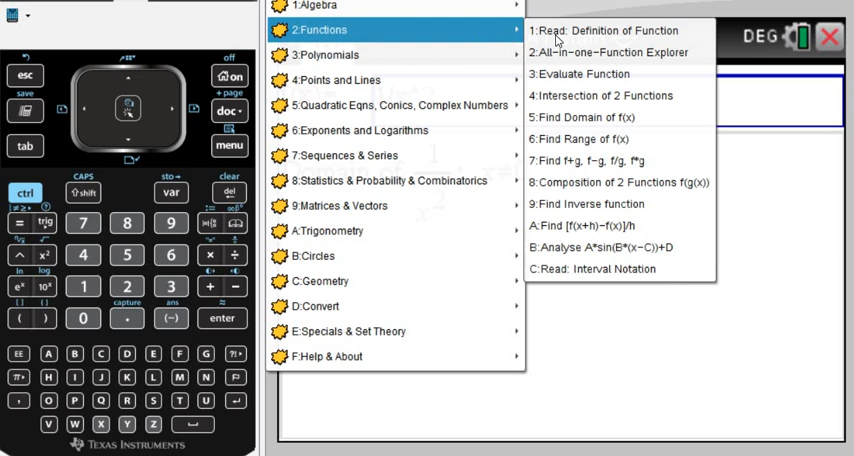 1:Algebra
2:Functions
3:Polynomials
4:Points and Lines
5:Quadratic Eqns, Conics, Complex Numbers
6:Exponents and Logarithms
7:Sequences & Series
8:Statistics & Probability & Combinatorics
9:Matrices & Vectors
A:Trigonometry
B:Circles
C:Geometry
D:Convert
E:Specials & Set Theory
F:Help & About
1:Read: Definition of Function
2:All-in-one-Function Explorer
3:Evaluate Function
4:Intersection of 2 Functions
5:Find Domain of f(x)
6:Find Range of f(x)
7:Find f+g, f-g, f/g, f*g
8:Composition of 2 Functions f(g(x))
9:Find Inverse function
A:Find [f(x+h)-f(x)]/h
B:Analyse A*sin(B*(x-C))+D
C:Read: Interval Notation
DEG
off
esc
on
save
+ page
doc
tab
menu
CAPS
sto→
clear
ctrl
shift
var
del
= trig 7 8 9
^ x² 4 5 6 × ÷
ln log
eˣ 10ˣ 1 2 3 + −
[ ] { } capture ans ≈
( ) 0 . (−) enter
EE A B C D E F G ?!
π H I J K L M N
, O P Q R S T U
V W X Y Z
TEXAS INSTRUMENTS